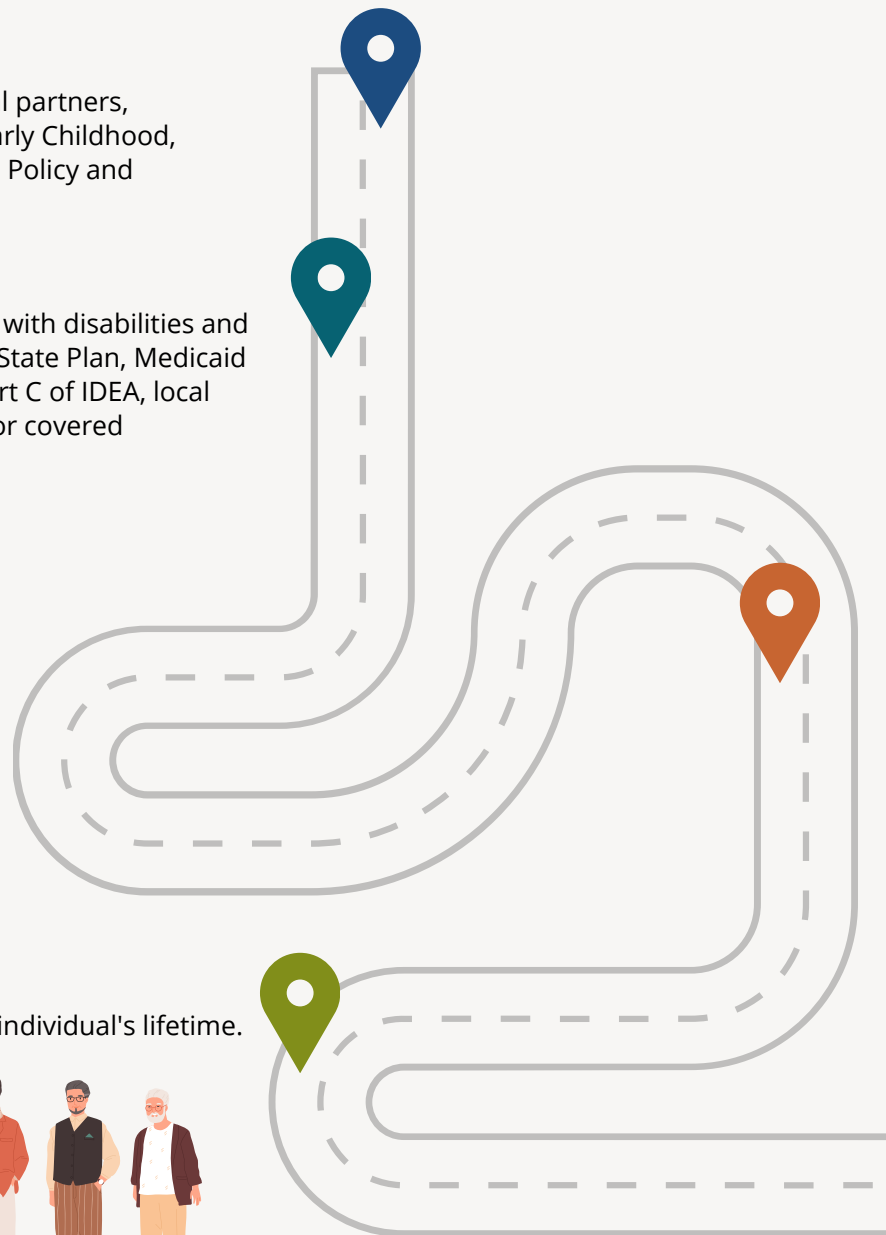 l partners,
arly Childhood,
Policy and
with disabilities and
State Plan, Medicaid
rt C of IDEA, local
or covered
individual's lifetime.